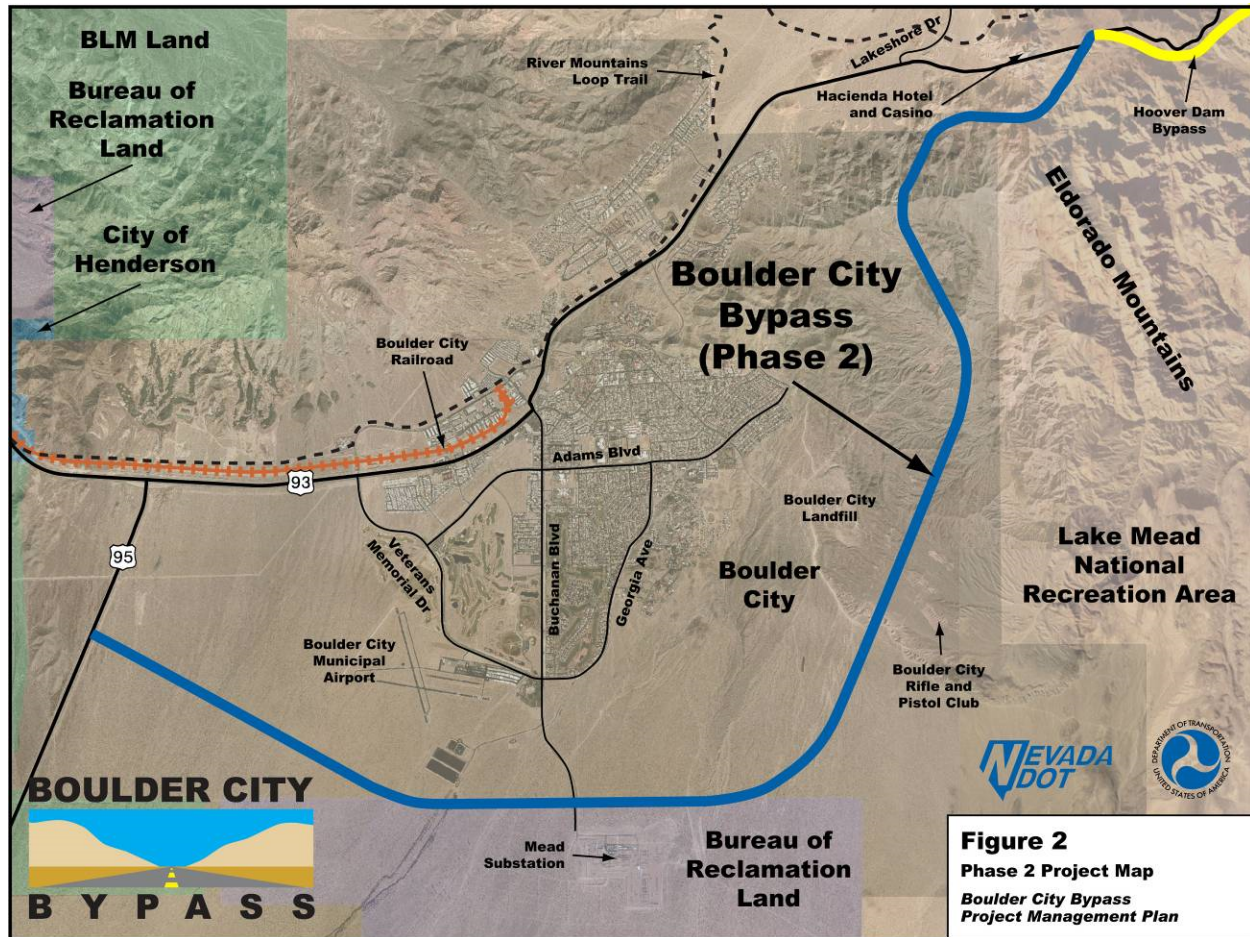 BLM Land
Bureau of
Reclamation
Land
City of
Henderson
River Mountains
Loop Trail
Lakeshore Dr
Hacienda Hotel
and Casino
Hoover Dam
Bypass
Eldorado Mountains
Boulder City
Bypass
(Phase 2)
Boulder City
Railroad
93
95
Adams Blvd
Veterans
Memorial Dr
Buchanan Blvd
Georgia Ave
Boulder City
Landfill
Boulder
City
Lake Mead
National
Recreation Area
Boulder City
Municipal
Airport
Boulder City
Rifle and
Pistol Club
BOULDER CITY
BYPASS
Mead
Substation
Bureau of
Reclamation
Land
NEVADA
DOT
DEPARTMENT OF TRANSPORTATION
UNITED STATES OF AMERICA
Figure 2
Phase 2 Project Map
Boulder City Bypass
Project Management Plan